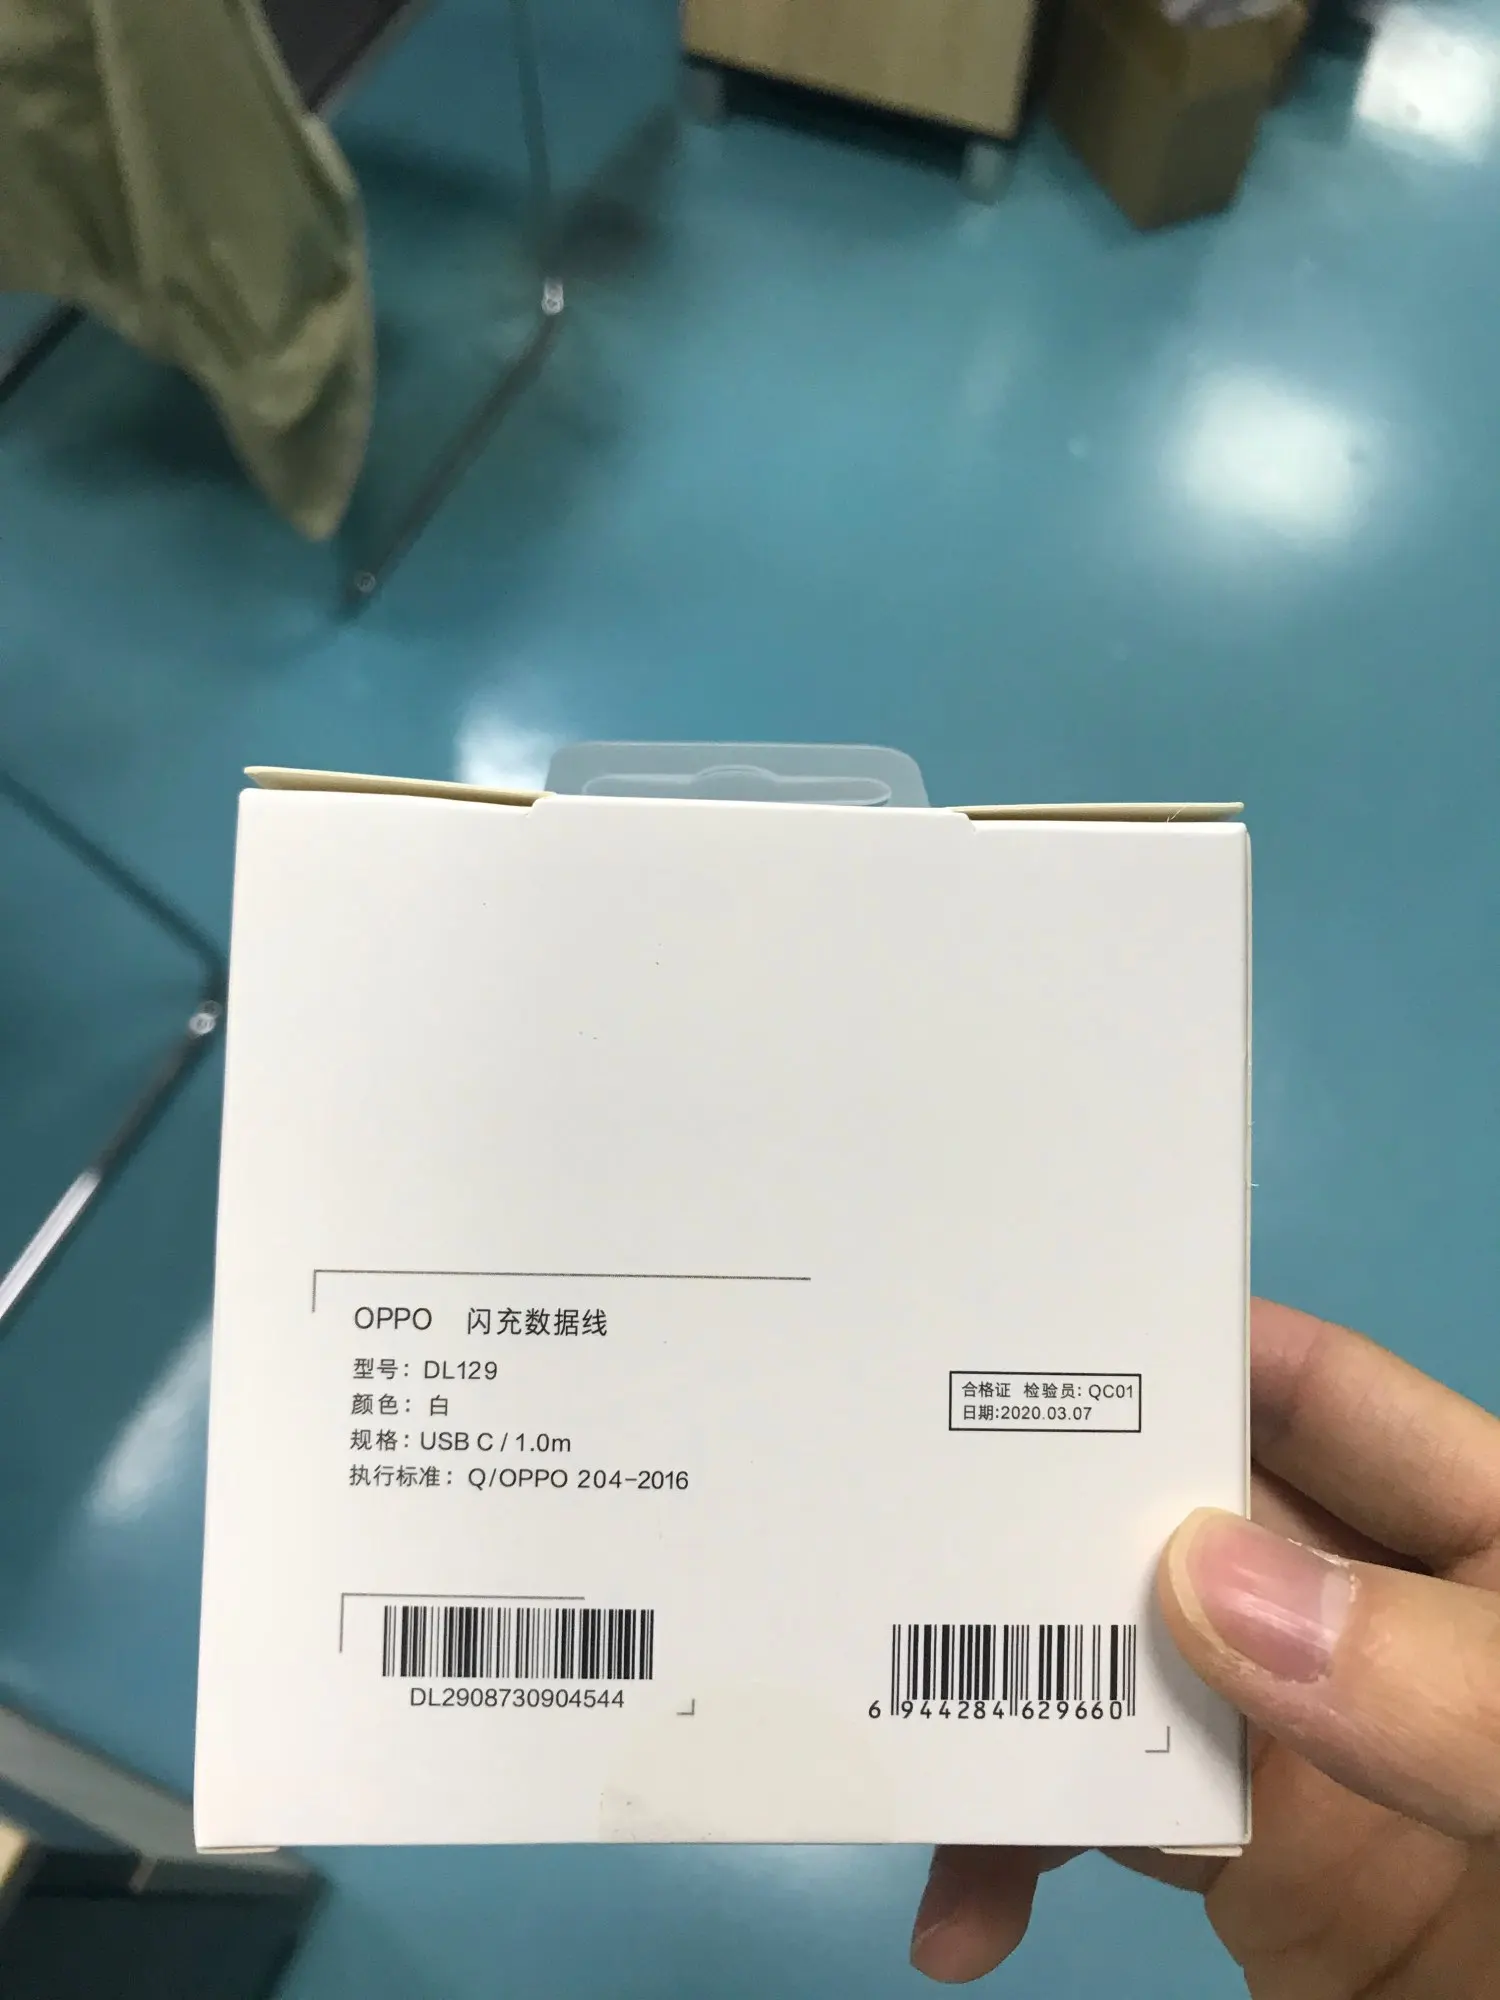 OPPO 闪充数据线
型号：DL129
颜色：白
规格：USB C / 1.0m
执行标准：Q/OPPO 204-2016
合格证 检验员：QC01
日期:2020.03.07
DL2908730904544
6 944284 629660